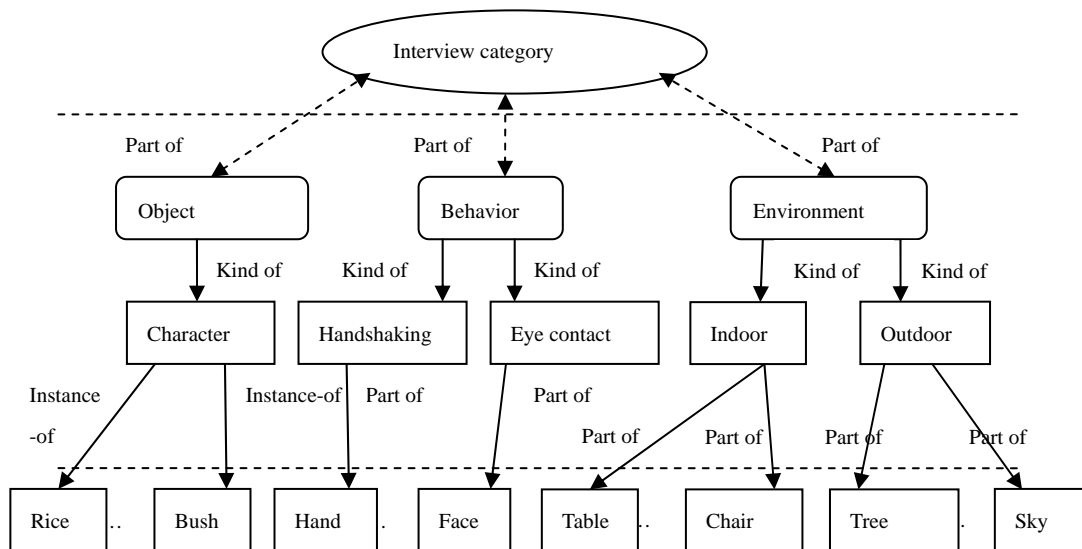 Interview category
Part of
Part of
Part of
Object
Behavior
Environment
Kind of
Kind of
Kind of
Kind of
Kind of
Character
Handshaking
Eye contact
Indoor
Outdoor
Instance
-of
Instance-of
Part of
Part of
Part of
Part of
Part of
Part of
Rice
..
Bush
Hand
.
Face
Table
..
Chair
Tree
.
Sky